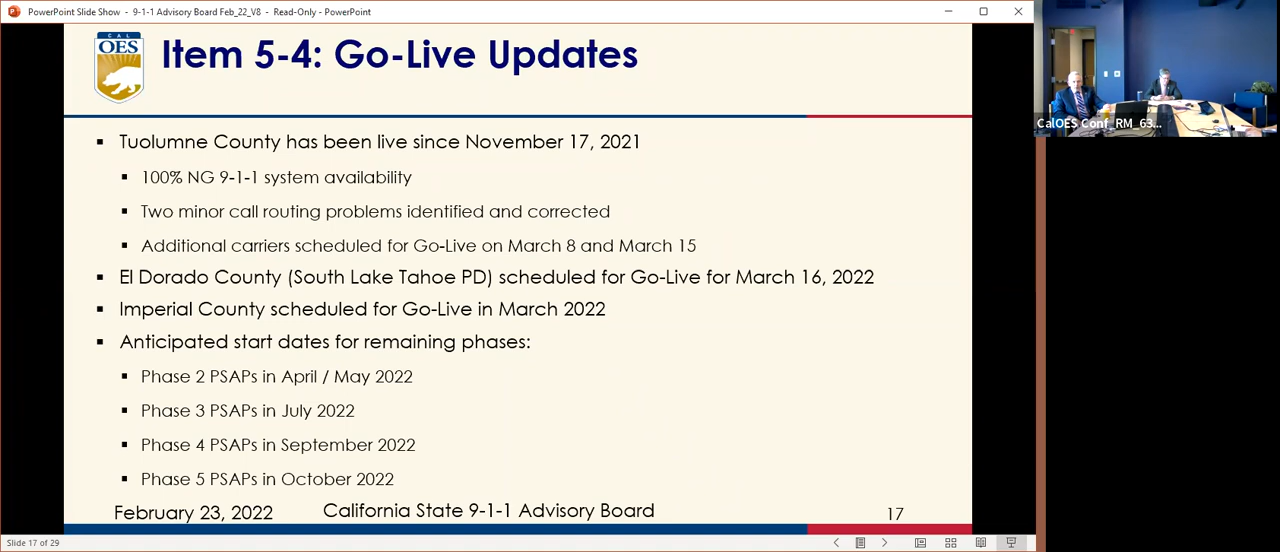 PowerPoint Slide Show - 9-1-1 Advisory Board Feb_22_V8 - Read-Only - PowerPoint
CAL
OES
Item 5-4: Go-Live Updates
CalOES Conf_RM_63...
▪ Tuolumne County has been live since November 17, 2021
▪ 100% NG 9-1-1 system availability
▪ Two minor call routing problems identified and corrected
▪ Additional carriers scheduled for Go-Live on March 8 and March 15
▪ El Dorado County (South Lake Tahoe PD) scheduled for Go-Live for March 16, 2022
▪ Imperial County scheduled for Go-Live in March 2022
▪ Anticipated start dates for remaining phases:
▪ Phase 2 PSAPs in April / May 2022
▪ Phase 3 PSAPs in July 2022
▪ Phase 4 PSAPs in September 2022
▪ Phase 5 PSAPs in October 2022
February 23, 2022 California State 9-1-1 Advisory Board 17
Slide 17 of 29